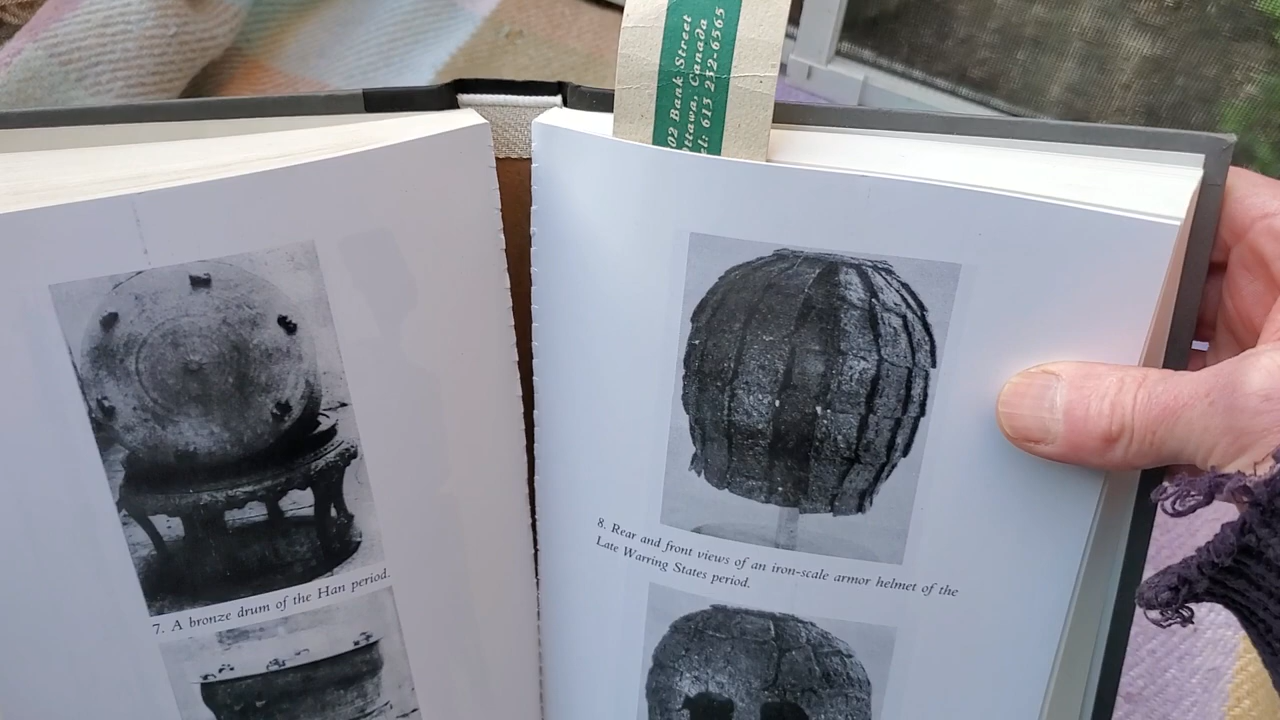 02 Bank Street
ttawa, Canada
el: 613 232-6565
7. A bronze drum of the Han period.
8. Rear and front views of an iron-scale armor helmet of the
Late Warring States period.